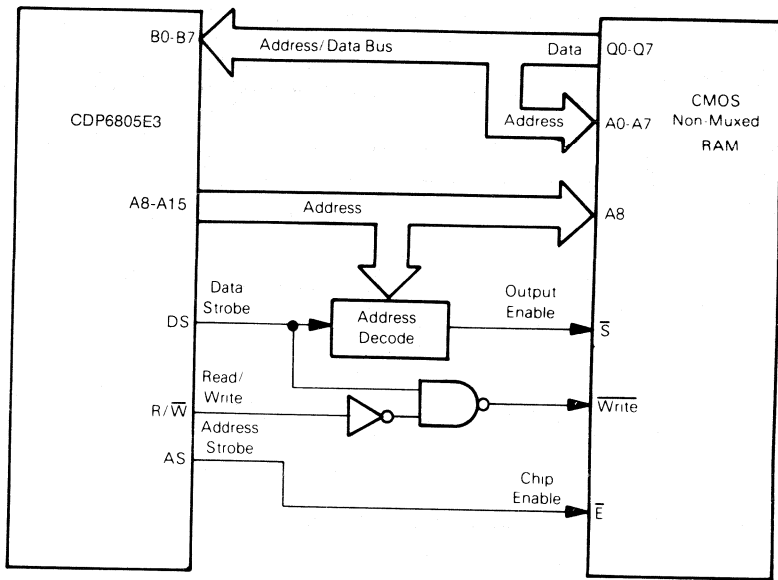 B0-B7
Address/Data Bus
Data
Q0-Q7
CDP6805E3
Address
A0-A7
CMOS
Non-Muxed
RAM
A8-A15
Address
A8
Data
Strobe
DS
Address
Decode
Output
Enable
S̅
Read/
Write
R/W̅
W̅r̅i̅t̅e̅
Address
Strobe
AS
Chip
Enable
E̅